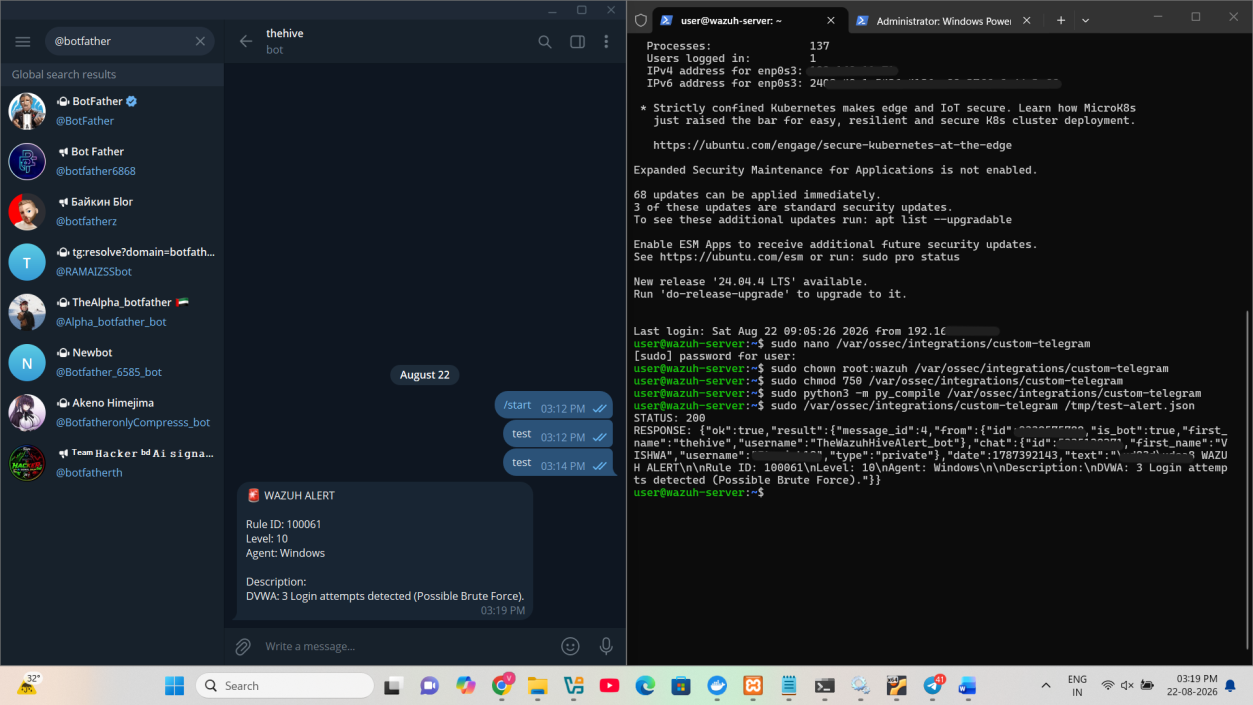 @botfather
Global search results
BotFather
@BotFather
Bot Father
@botfather6868
Байкин Бlог
@botfatherz
T
tg:resolve?domain=botfath...
@RAMAIZSSbot
TheAlpha_botfather
@Alpha_botfather_bot
N
Newbot
@Botfather_6585_bot
Akeno Himejima
@BotfatheronlyCompresss_bot
Team Hacker bd Ai signa...
@botfatherth
thehive
bot
August 22
/start 03:12 PM
test 03:12 PM
test 03:14 PM
🚨 WAZUH ALERT
Rule ID: 100061
Level: 10
Agent: Windows
Description:
DVWA: 3 Login attempts detected (Possible Brute Force).
03:19 PM
Write a message...
user@wazuh-server: ~
Administrator: Windows Power
Processes: 137
Users logged in: 1
IPv4 address for enp0s3:
IPv6 address for enp0s3:
* Strictly confined Kubernetes makes edge and IoT secure. Learn how MicroK8s
just raised the bar for easy, resilient and secure K8s cluster deployment.
https://ubuntu.com/engage/secure-kubernetes-at-the-edge
Expanded Security Maintenance for Applications is not enabled.
68 updates can be applied immediately.
3 of these updates are standard security updates.
To see these additional updates run: apt list --upgradable
Enable ESM Apps to receive additional future security updates.
See https://ubuntu.com/esm or run: sudo pro status
New release '24.04.4 LTS' available.
Run 'do-release-upgrade' to upgrade to it.
Last login: Sat Aug 22 09:05:26 2026 from 192.16
user@wazuh-server:~$ sudo nano /var/ossec/integrations/custom-telegram
[sudo] password for user:
user@wazuh-server:~$ sudo chown root:wazuh /var/ossec/integrations/custom-telegram
user@wazuh-server:~$ sudo chmod 750 /var/ossec/integrations/custom-telegram
user@wazuh-server:~$ sudo python3 -m py_compile /var/ossec/integrations/custom-telegram
user@wazuh-server:~$ sudo /var/ossec/integrations/custom-telegram /tmp/test-alert.json
STATUS: 200
RESPONSE: {"ok":true,"result":{"message_id":4,"from":{"id": ,"is_bot":true,"first_
name":"thehive","username":"TheWazuhHiveAlert_bot"},"chat":{"id": ,"first_name":"V
ISHWA","username": ,"type":"private"},"date":1787392143,"text":" WAZU
H ALERT\n\nRule ID: 100061\nLevel: 10\nAgent: Windows\n\nDescription:\nDVWA: 3 Login attemp
ts detected (Possible Brute Force)."}}
user@wazuh-server:~$
32°
Search
V
41
ENG
IN
03:19 PM
22-08-2026